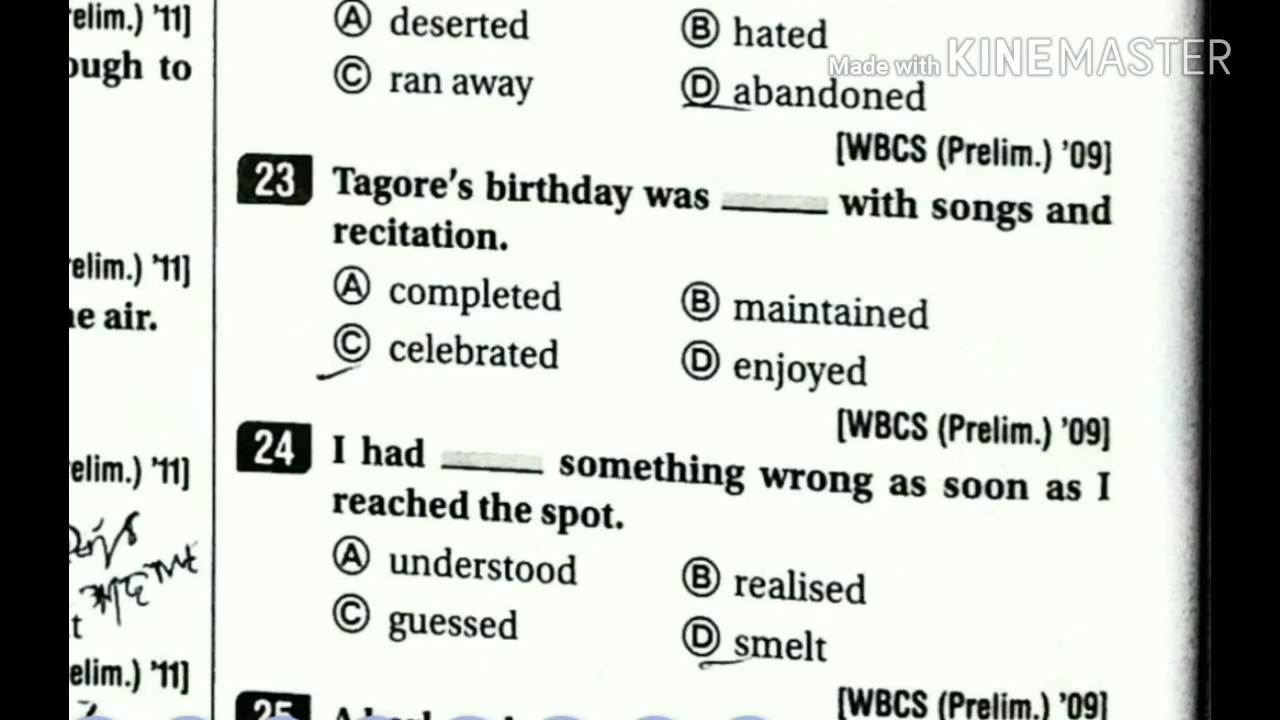 elim.) '11]
ough to
elim.) '11]
e air.
elim.) '11]
t
elim.) '11]
Ⓐ deserted Ⓑ hated
Made with KINEMASTER
Ⓒ ran away Ⓓ abandoned
[WBCS (Prelim.) '09]
23 Tagore's birthday was _____ with songs and
recitation.
Ⓐ completed Ⓑ maintained
Ⓒ celebrated Ⓓ enjoyed
[WBCS (Prelim.) '09]
24 I had _____ something wrong as soon as I
reached the spot.
Ⓐ understood Ⓑ realised
Ⓒ guessed Ⓓ smelt
[WBCS (Prelim.) '09]
25